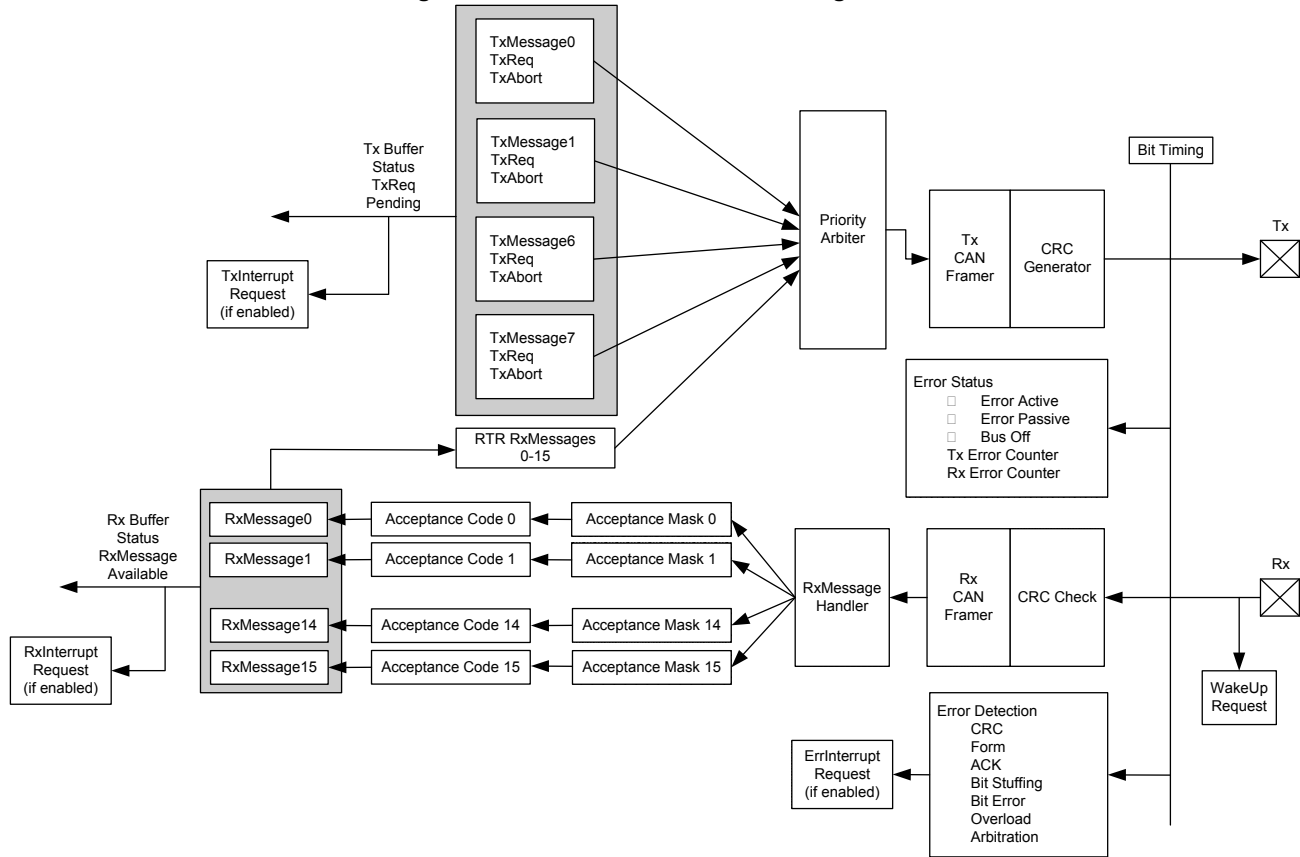 TxMessage0
TxReq
TxAbort
TxMessage1
TxReq
TxAbort
TxMessage6
TxReq
TxAbort
TxMessage7
TxReq
TxAbort
Tx Buffer
Status
TxReq
Pending
TxInterrupt
Request
(if enabled)
Priority
Arbiter
Tx
CAN
Framer
CRC
Generator
Bit Timing
Tx
Error Status
Error Active
Error Passive
Bus Off
Tx Error Counter
Rx Error Counter
RTR RxMessages
0-15
Rx Buffer
Status
RxMessage
Available
RxInterrupt
Request
(if enabled)
RxMessage0
Acceptance Code 0
Acceptance Mask 0
RxMessage1
Acceptance Code 1
Acceptance Mask 1
RxMessage14
Acceptance Code 14
Acceptance Mask 14
RxMessage15
Acceptance Code 15
Acceptance Mask 15
RxMessage
Handler
Rx
CAN
Framer
CRC Check
Rx
WakeUp
Request
ErrInterrupt
Request
(if enabled)
Error Detection
CRC
Form
ACK
Bit Stuffing
Bit Error
Overload
Arbitration